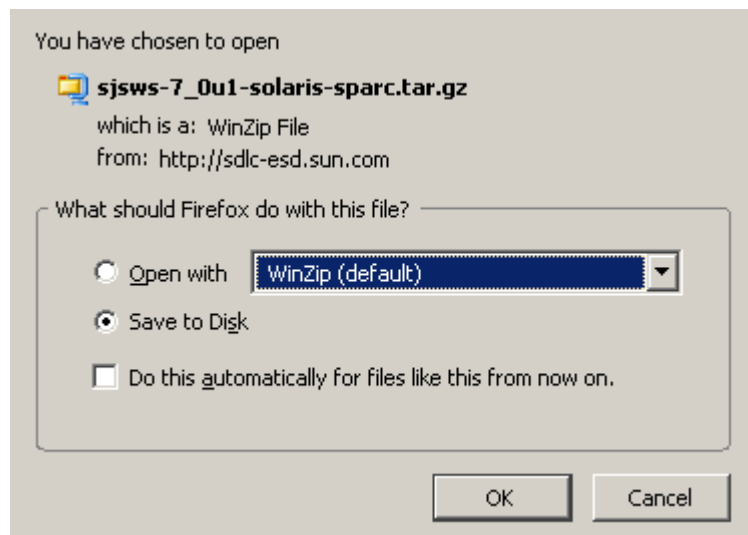 You have chosen to open
sjsws-7_0u1-solaris-sparc.tar.gz
which is a: WinZip File
from: http://sdlc-esd.sun.com
What should Firefox do with this file?
Open with WinZip (default)
Save to Disk
Do this automatically for files like this from now on.
OK Cancel